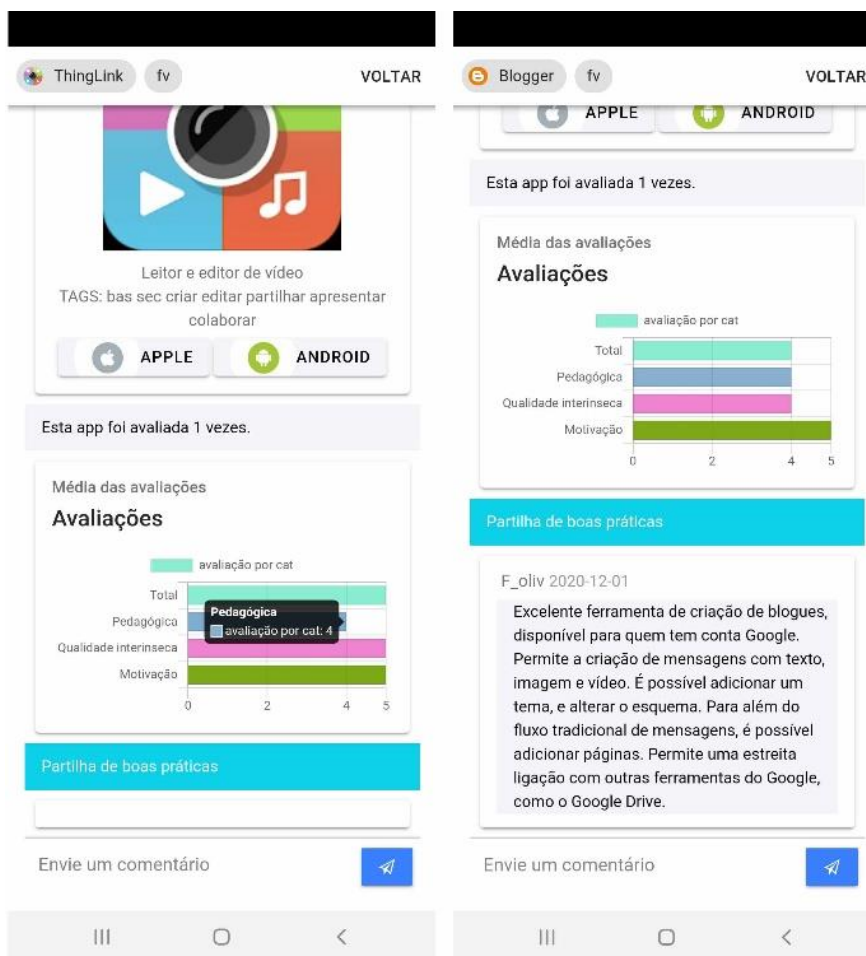 ThingLink fv VOLTAR
Leitor e editor de vídeo
TAGS: bas sec criar editar partilhar apresentar
colaborar
APPLE ANDROID
Esta app foi avaliada 1 vezes.
Média das avaliações
Avaliações
avaliação por cat
Total
Pedagógica
Qualidade interinseca
Motivação
Pedagógica
avaliação por cat: 4
0 2 4 5
Partilha de boas práticas
Envie um comentário
Blogger fv VOLTAR
APPLE ANDROID
Esta app foi avaliada 1 vezes.
Média das avaliações
Avaliações
avaliação por cat
Total
Pedagógica
Qualidade interinseca
Motivação
0 2 4 5
Partilha de boas práticas
F_oliv 2020-12-01
Excelente ferramenta de criação de blogues,
disponível para quem tem conta Google.
Permite a criação de mensagens com texto,
imagem e vídeo. É possível adicionar um
tema, e alterar o esquema. Para além do
fluxo tradicional de mensagens, é possível
adicionar páginas. Permite uma estreita
ligação com outras ferramentas do Google,
como o Google Drive.
Envie um comentário